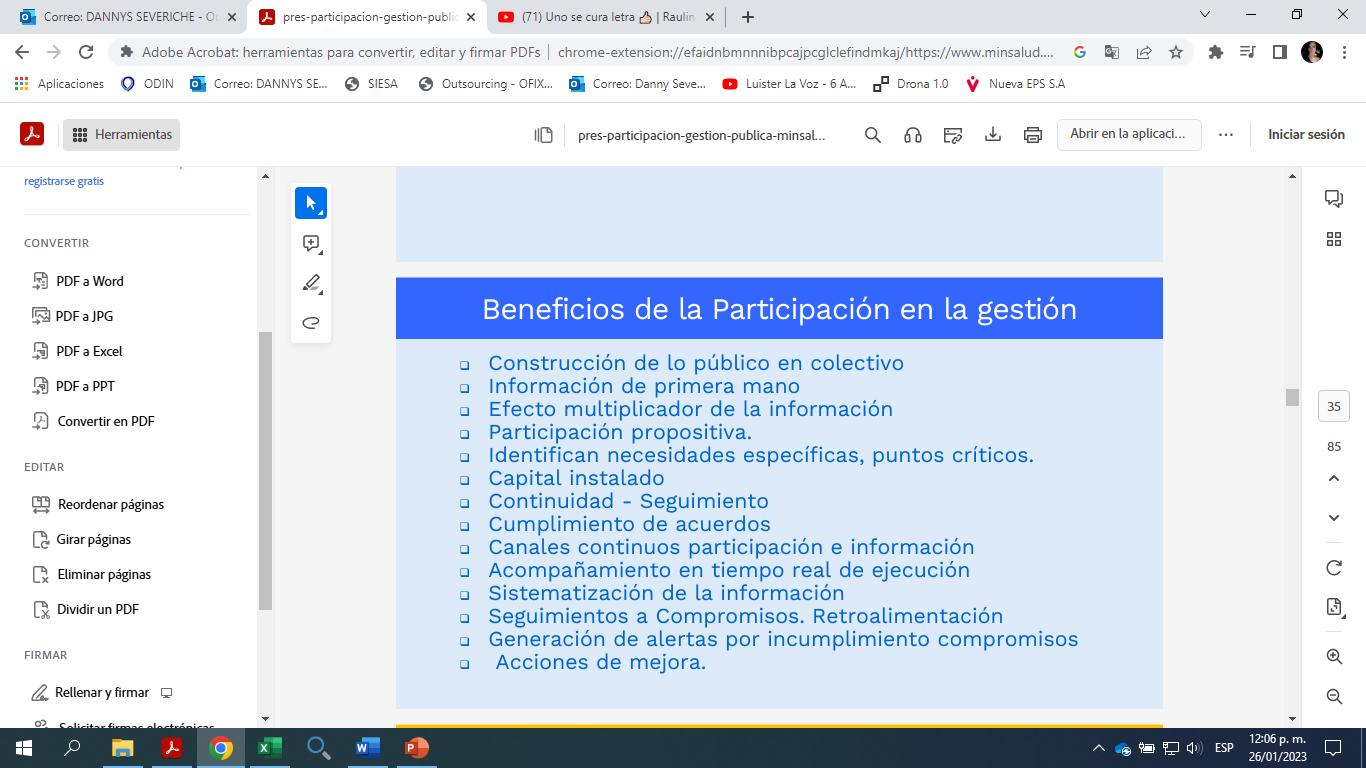 Correo: DANNYS SEVERICHE - Ou
pres-participacion-gestion-public
(71) Uno se cura letra 👍🏻 | Raulin
Adobe Acrobat: herramientas para convertir, editar y firmar PDFs
chrome-extension://efaidnbmnnnibpcajpcglclefindmkaj/https://www.minsalud....
Aplicaciones
ODIN
Correo: DANNYS SE...
SIESA
Outsourcing - OFIX...
Correo: Danny Seve...
Luister La Voz - 6 A...
Drona 1.0
Nueva EPS S.A
Herramientas
pres-participacion-gestion-publica-minsal...
Abrir en la aplicaci...
Iniciar sesión
registrarse gratis
CONVERTIR
PDF a Word
PDF a JPG
PDF a Excel
PDF a PPT
Convertir en PDF
EDITAR
Reordenar páginas
Girar páginas
Eliminar páginas
Dividir un PDF
FIRMAR
Rellenar y firmar
Solicitar firmas electrónicas
Beneficios de la Participación en la gestión
Construcción de lo público en colectivo
Información de primera mano
Efecto multiplicador de la información
Participación propositiva.
Identifican necesidades específicas, puntos críticos.
Capital instalado
Continuidad - Seguimiento
Cumplimiento de acuerdos
Canales continuos participación e información
Acompañamiento en tiempo real de ejecución
Sistematización de la información
Seguimientos a Compromisos. Retroalimentación
Generación de alertas por incumplimiento compromisos
Acciones de mejora.
35
85
ESP
12:06 p. m.
26/01/2023